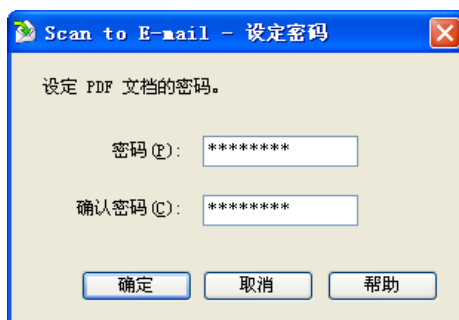 Scan to E-mail - 设定密码
设定 PDF 文档的密码。
密码(P): ********
确认密码(C): ********
确定 取消 帮助